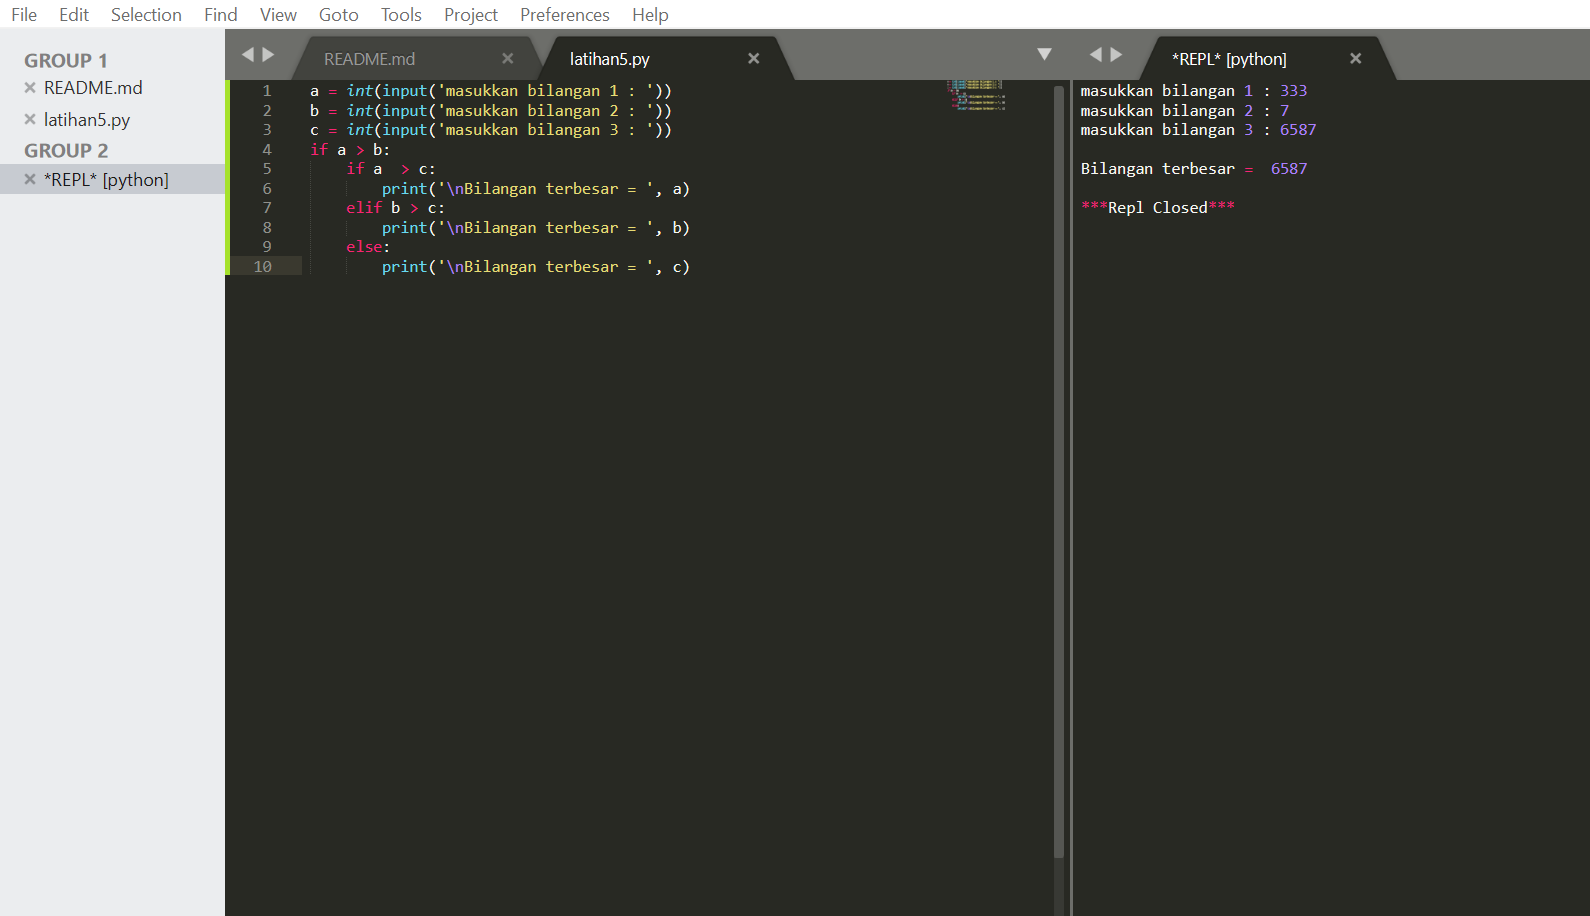 File Edit Selection Find View Goto Tools Project Preferences Help
GROUP 1
README.md
latihan5.py
GROUP 2
*REPL* [python]
README.md
latihan5.py
1 a = int(input('masukkan bilangan 1 : '))
2 b = int(input('masukkan bilangan 2 : '))
3 c = int(input('masukkan bilangan 3 : '))
4 if a > b:
5     if a  > c:
6         print('\nBilangan terbesar = ', a)
7     elif b > c:
8         print('\nBilangan terbesar = ', b)
9     else:
10         print('\nBilangan terbesar = ', c)
*REPL* [python]
masukkan bilangan 1 : 333
masukkan bilangan 2 : 7
masukkan bilangan 3 : 6587
Bilangan terbesar =  6587
***Repl Closed***